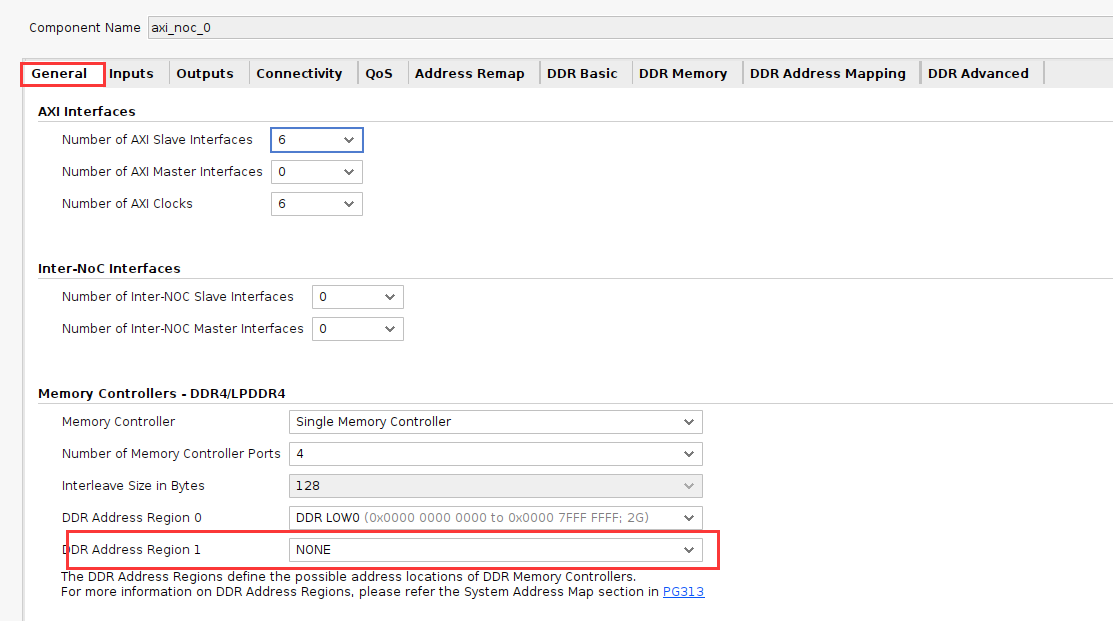 Component Name axi_noc_0
General Inputs Outputs Connectivity QoS Address Remap DDR Basic DDR Memory DDR Address Mapping DDR Advanced
AXI Interfaces
Number of AXI Slave Interfaces 6
Number of AXI Master Interfaces 0
Number of AXI Clocks 6
Inter-NoC Interfaces
Number of Inter-NOC Slave Interfaces 0
Number of Inter-NOC Master Interfaces 0
Memory Controllers - DDR4/LPDDR4
Memory Controller Single Memory Controller
Number of Memory Controller Ports 4
Interleave Size in Bytes 128
DDR Address Region 0 DDR LOW0 (0x0000 0000 0000 to 0x0000 7FFF FFFF; 2G)
DDR Address Region 1 NONE
The DDR Address Regions define the possible address locations of DDR Memory Controllers.
For more information on DDR Address Regions, please refer the System Address Map section in PG313